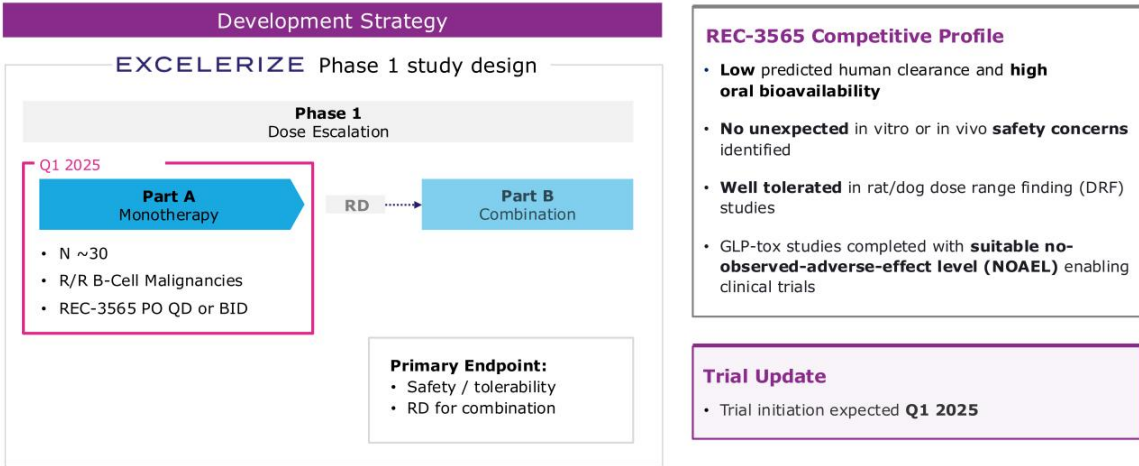 Development Strategy
EXCELERIZE Phase 1 study design
Phase 1
Dose Escalation
Q1 2025
Part A
Monotherapy
RD
Part B
Combination
• N ~30
• R/R B-Cell Malignancies
• REC-3565 PO QD or BID
Primary Endpoint:
• Safety / tolerability
• RD for combination
REC-3565 Competitive Profile
• Low predicted human clearance and high
oral bioavailability
• No unexpected in vitro or in vivo safety concerns
identified
• Well tolerated in rat/dog dose range finding (DRF)
studies
• GLP-tox studies completed with suitable no-
observed-adverse-effect level (NOAEL) enabling
clinical trials
Trial Update
• Trial initiation expected Q1 2025